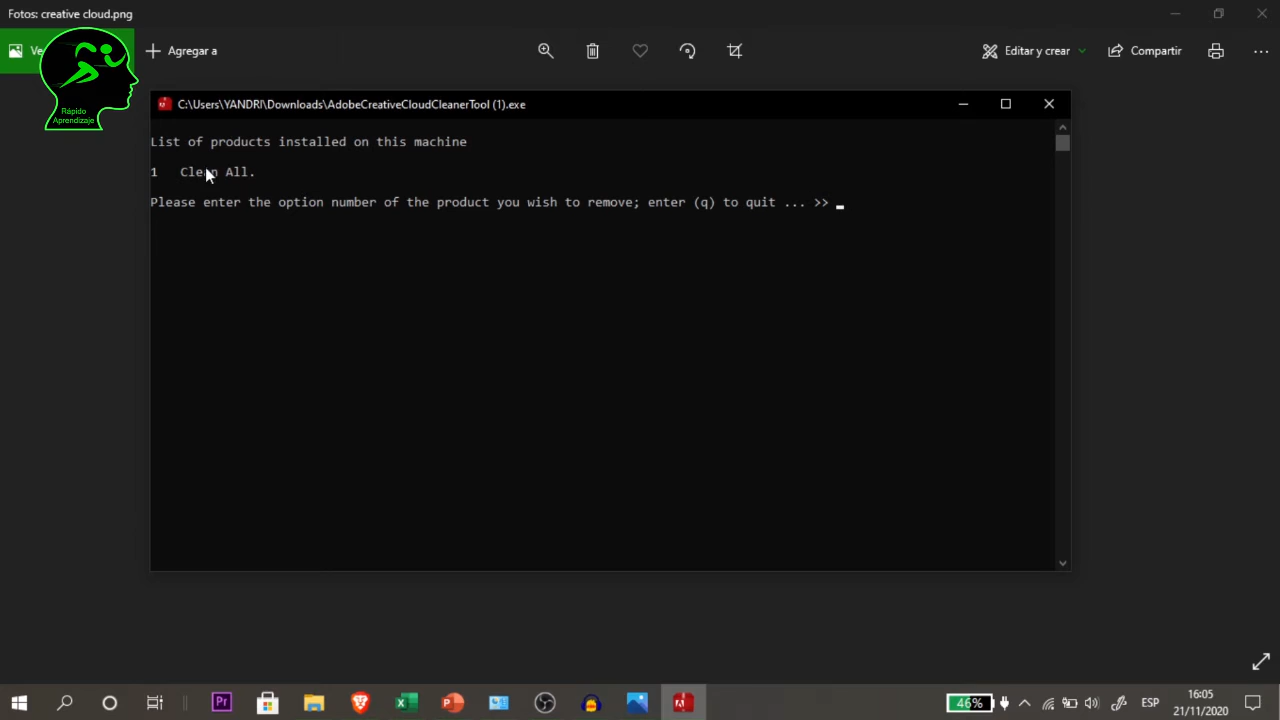 Fotos: creative cloud.png
Agregar a
Editar y crear
Compartir
Rápido
Aprendizaje
C:\Users\YANDRI\Downloads\AdobeCreativeCloudCleanerTool (1).exe
List of products installed on this machine
1 Clean All.
Please enter the option number of the product you wish to remove; enter (q) to quit ... >> _
Pr
46%
ESP
16:05
21/11/2020